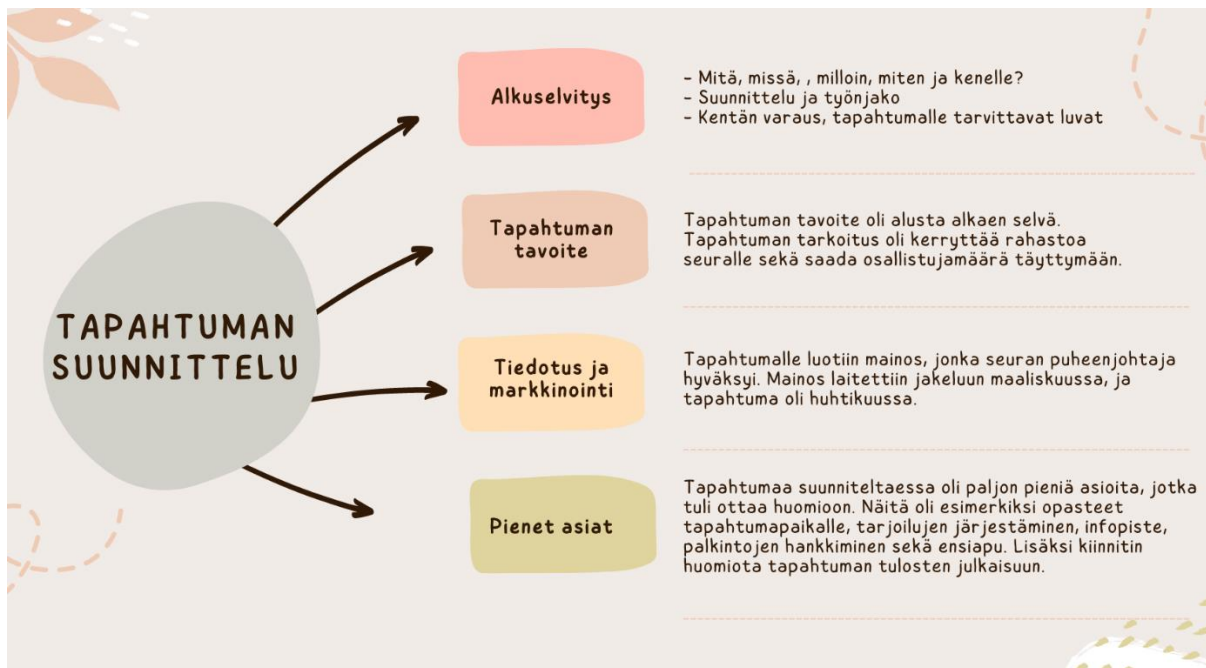 TAPAHTUMAN
SUUNNITTELU
Alkuselvitys
- Mitä, missä, , milloin, miten ja kenelle?
- Suunnittelu ja työnjako
- Kentän varaus, tapahtumalle tarvittavat luvat
Tapahtuman
tavoite
Tapahtuman tavoite oli alusta alkaen selvä.
Tapahtuman tarkoitus oli kerryttää rahastoa
seuralle sekä saada osallistujamäärä täyttymään.
Tiedotus ja
markkinointi
Tapahtumalle luotiin mainos, jonka seuran puheenjohtaja
hyväksyi. Mainos laitettiin jakeluun maaliskuussa, ja
tapahtuma oli huhtikuussa.
Pienet asiat
Tapahtumaa suunniteltaessa oli paljon pieniä asioita, jotka
tuli ottaa huomioon. Näitä oli esimerkiksi opasteet
tapahtumapaikalle, tarjoilujen järjestäminen, infopiste,
palkintojen hankkiminen sekä ensiapu. Lisäksi kiinnitin
huomiota tapahtuman tulosten julkaisuun.